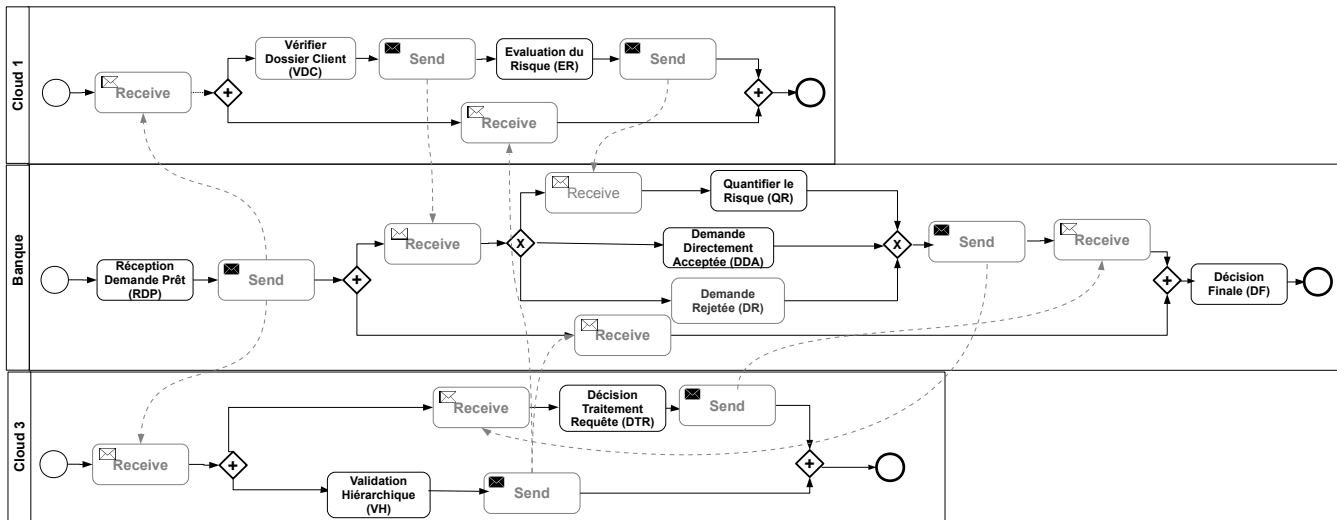 Cloud 1
Receive
+
Vérifier
Dossier Client
(VDC)
Send
Evaluation du
Risque (ER)
Send
Receive
+
Banque
Réception
Demande Prêt
(RDP)
Send
+
Receive
X
Receive
Quantifier le
Risque (QR)
Demande
Directement
Acceptée (DDA)
Demande
Rejetée (DR)
X
Send
Receive
Receive
+
Décision
Finale (DF)
Cloud 3
Receive
+
Receive
Décision
Traitement
Requête (DTR)
Send
Validation
Hiérarchique
(VH)
Send
+